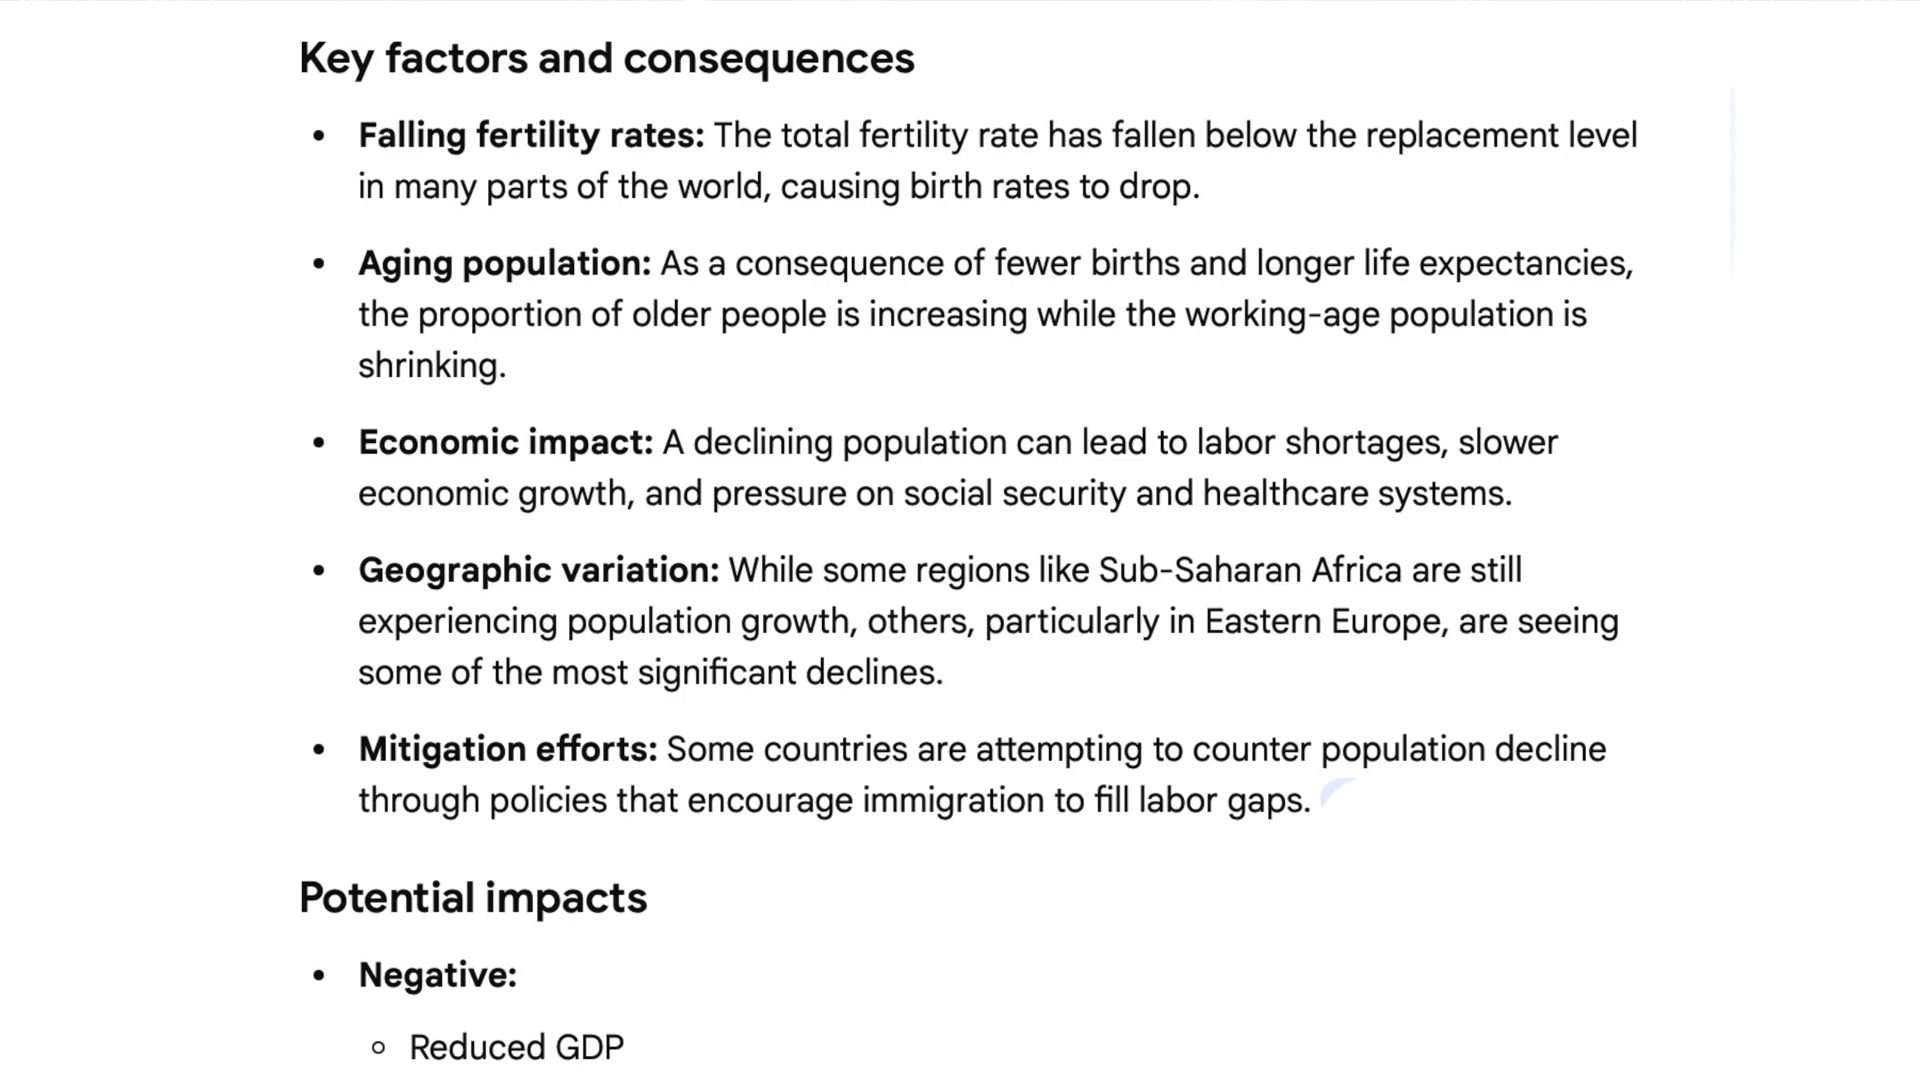 Key factors and consequences
• Falling fertility rates: The total fertility rate has fallen below the replacement level
in many parts of the world, causing birth rates to drop.
• Aging population: As a consequence of fewer births and longer life expectancies,
the proportion of older people is increasing while the working-age population is
shrinking.
• Economic impact: A declining population can lead to labor shortages, slower
economic growth, and pressure on social security and healthcare systems.
• Geographic variation: While some regions like Sub-Saharan Africa are still
experiencing population growth, others, particularly in Eastern Europe, are seeing
some of the most significant declines.
• Mitigation efforts: Some countries are attempting to counter population decline
through policies that encourage immigration to fill labor gaps.
Potential impacts
• Negative:
○ Reduced GDP